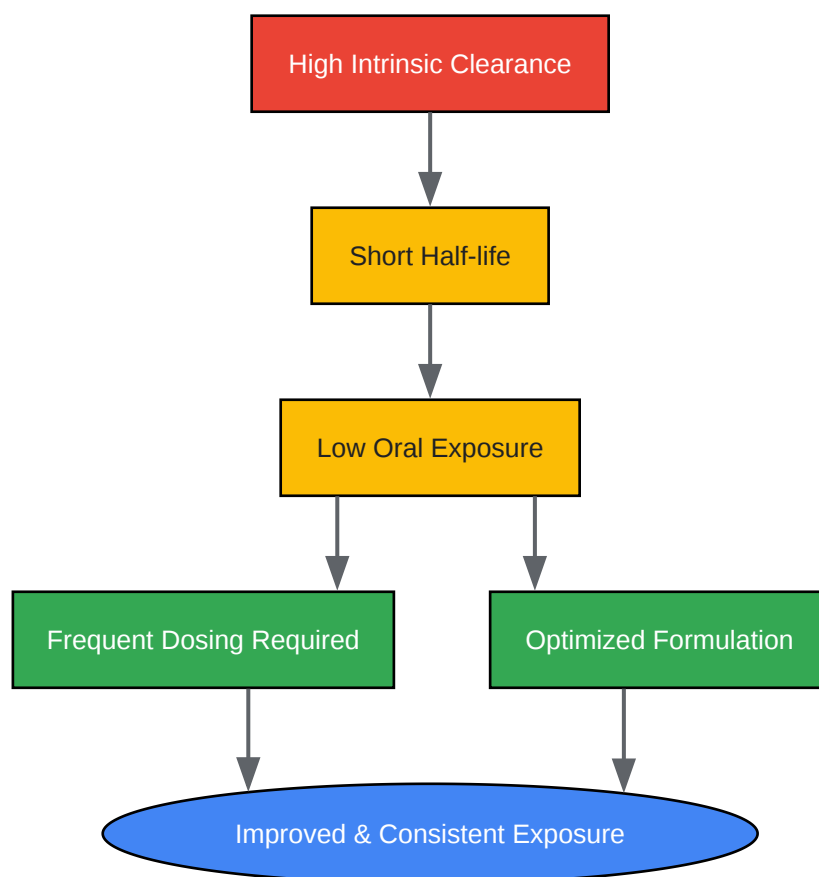 High Intrinsic Clearance
Short Half-life
Low Oral Exposure
Frequent Dosing Required
Optimized Formulation
Improved & Consistent Exposure